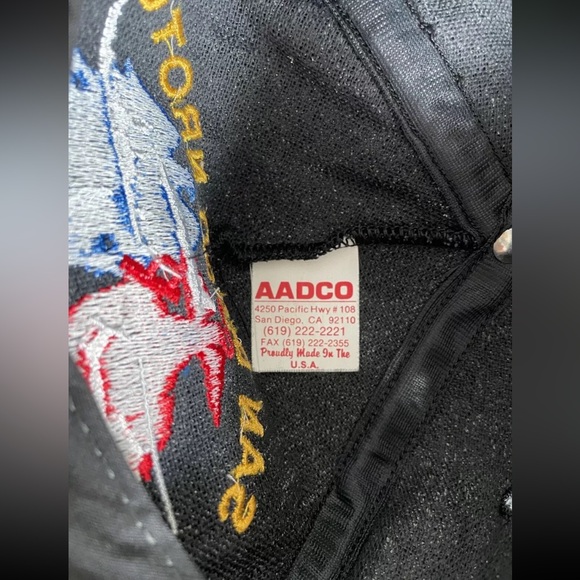 AADCO
4250 Pacific Hwy # 108
San Diego, CA 92110
(619) 222-2221
FAX (619) 222-2355
Proudly Made In The
U.S.A.
SAN